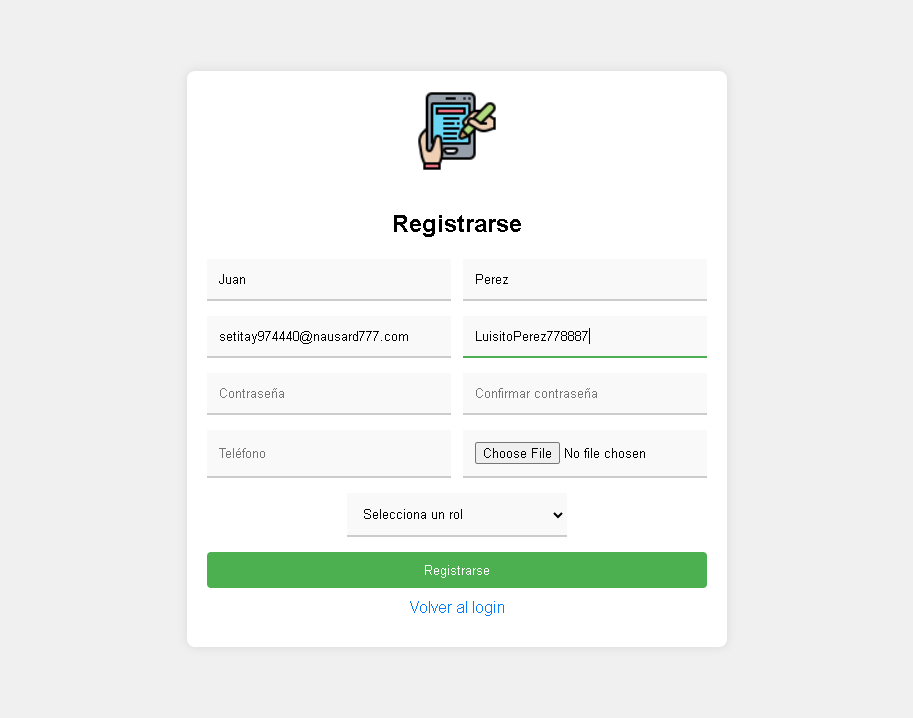 Registrarse
Juan Perez
setitay974440@nausard777.com LuisitoPerez778887
Contraseña Confirmar contraseña
Teléfono Choose File No file chosen
Selecciona un rol
Registrarse
Volver al login